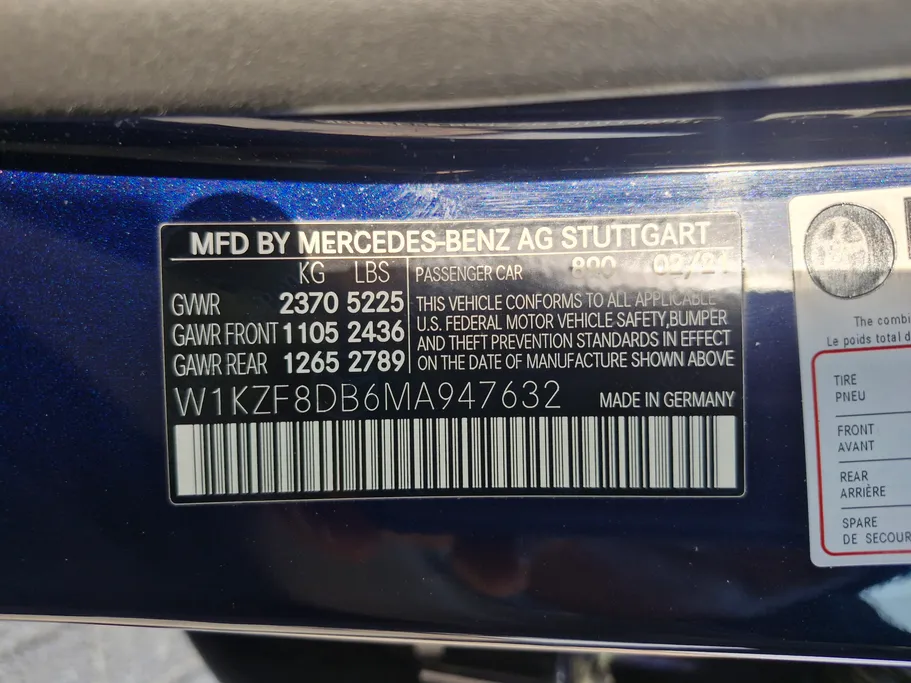 MFD BY MERCEDES-BENZ AG STUTTGART
KG LBS
GVWR 2370 5225
GAWR FRONT 1105 2436
GAWR REAR 1265 2789
PASSENGER CAR 890 02/21
THIS VEHICLE CONFORMS TO ALL APPLICABLE
U.S. FEDERAL MOTOR VEHICLE SAFETY,BUMPER
AND THEFT PREVENTION STANDARDS IN EFFECT
ON THE DATE OF MANUFACTURE SHOWN ABOVE
W1KZF8DB6MA947632
MADE IN GERMANY
The combi
Le poids total d
TIRE
PNEU
FRONT
AVANT
REAR
ARRIÈRE
SPARE
DE SECOUR